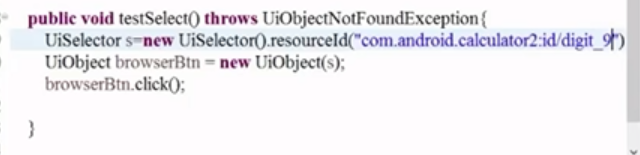 public void testSelect() throws UiObjectNotFoundException{
UiSelector s=new UiSelector().resourceId("com.android.calculator2:id/digit_9")
UiObject browserBtn = new UiObject(s);
browserBtn.click();
}